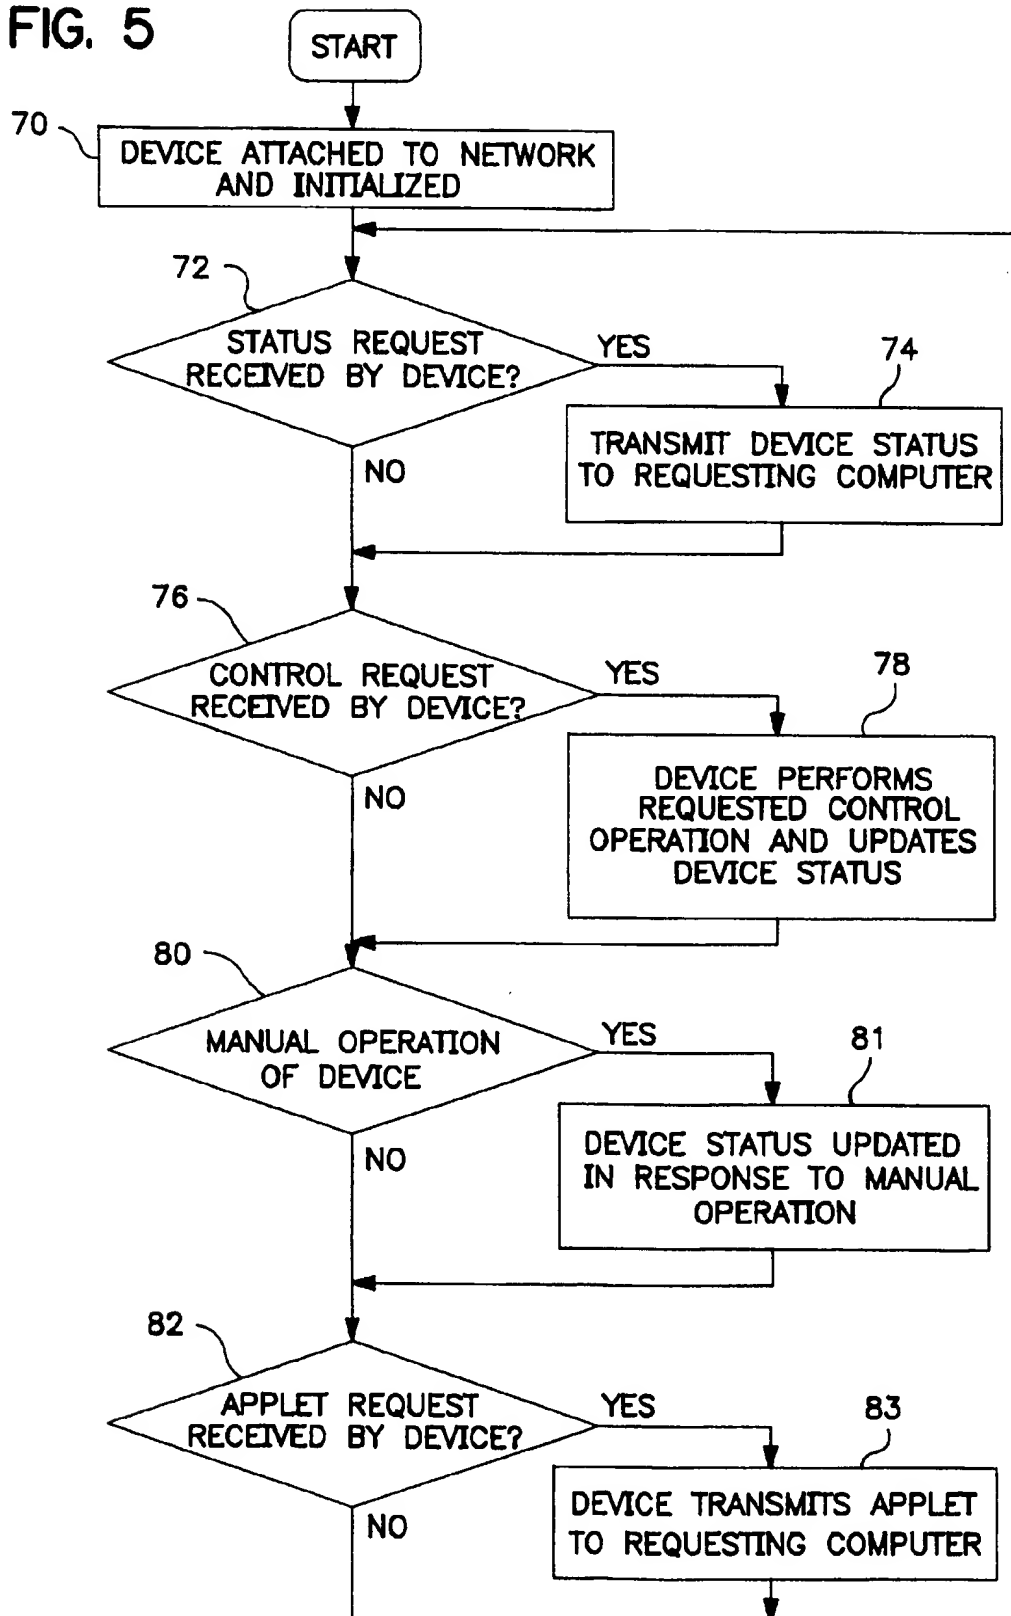 FIG. 5
START
70
DEVICE ATTACHED TO NETWORK
AND INITIALIZED
72
STATUS REQUEST
RECEIVED BY DEVICE?
YES
74
TRANSMIT DEVICE STATUS
TO REQUESTING COMPUTER
NO
76
CONTROL REQUEST
RECEIVED BY DEVICE?
YES
78
DEVICE PERFORMS
REQUESTED CONTROL
OPERATION AND UPDATES
DEVICE STATUS
NO
80
MANUAL OPERATION
OF DEVICE
YES
81
DEVICE STATUS UPDATED
IN RESPONSE TO MANUAL
OPERATION
NO
82
APPLET REQUEST
RECEIVED BY DEVICE?
YES
83
DEVICE TRANSMITS APPLET
TO REQUESTING COMPUTER
NO